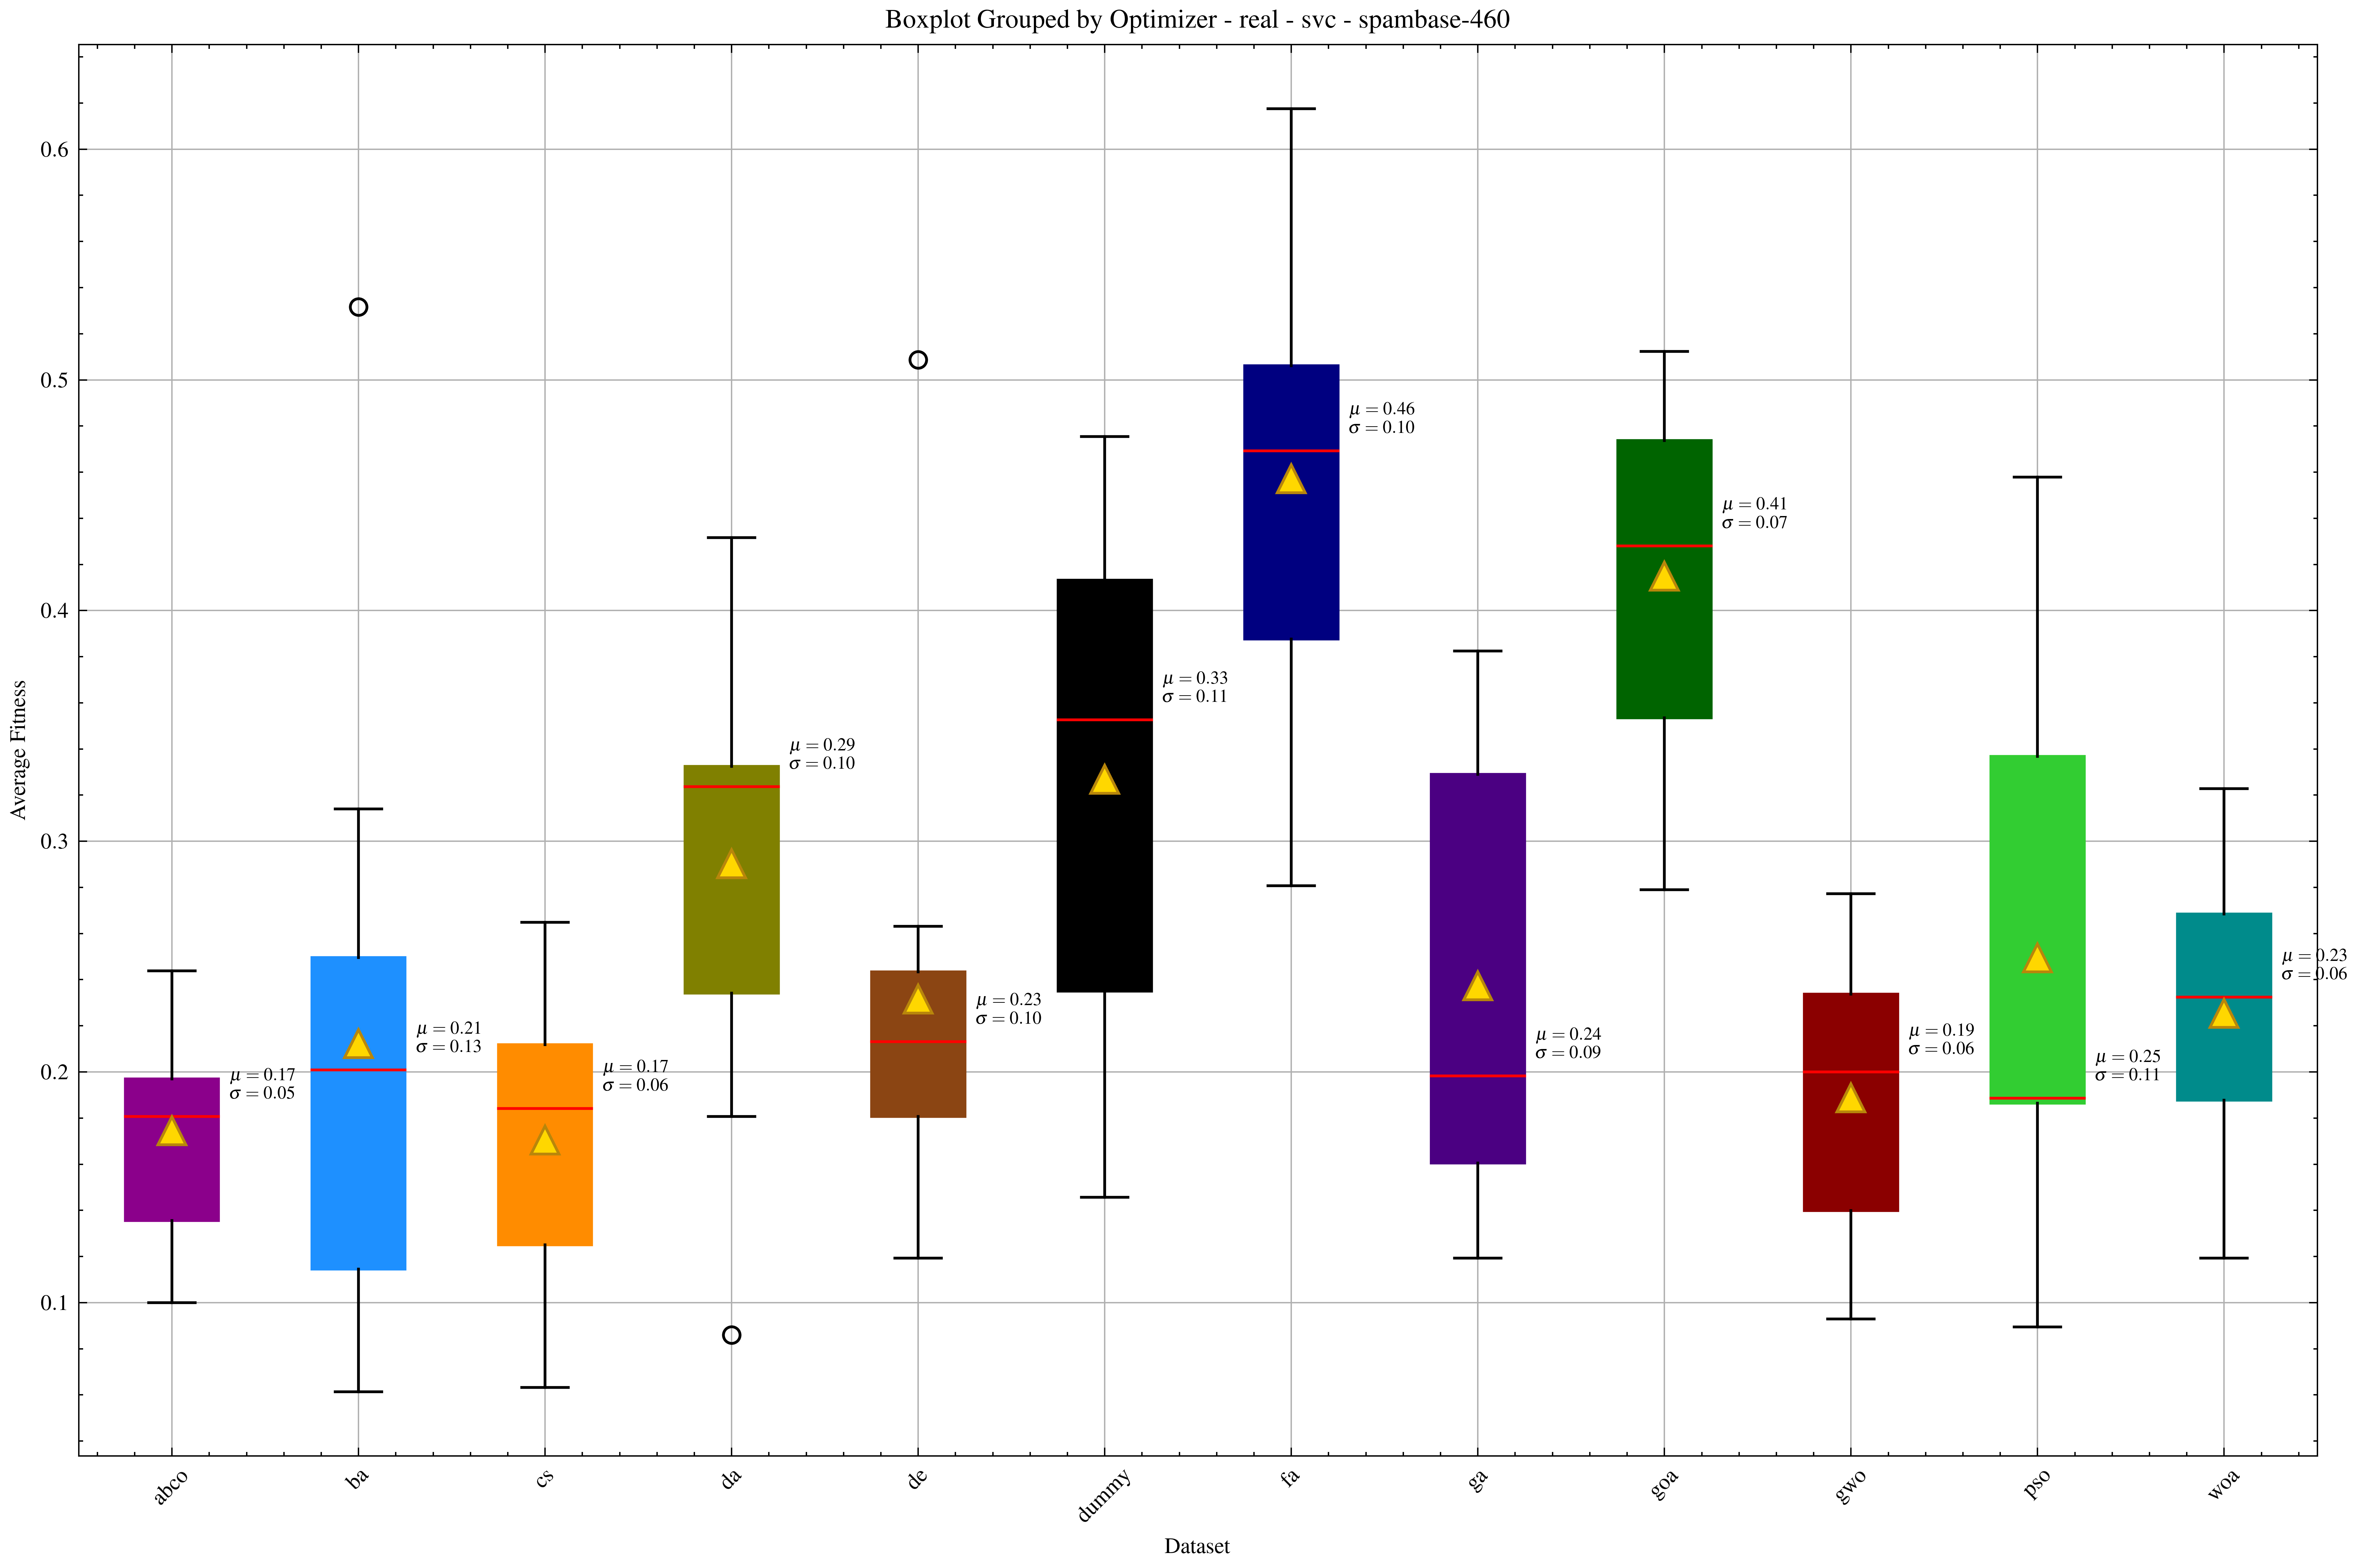 Boxplot Grouped by Optimizer - real - svc - spambase-460
Average Fitness
0.6
0.5
0.4
0.3
0.2
0.1
μ = 0.17
σ = 0.05
μ = 0.21
σ = 0.13
μ = 0.17
σ = 0.06
μ = 0.29
σ = 0.10
μ = 0.23
σ = 0.10
μ = 0.33
σ = 0.11
μ = 0.46
σ = 0.10
μ = 0.24
σ = 0.09
μ = 0.41
σ = 0.07
μ = 0.19
σ = 0.06
μ = 0.25
σ = 0.11
μ = 0.23
σ = 0.06
abco
ba
cs
da
de
dummy
fa
ga
goa
gwo
pso
woa
Dataset